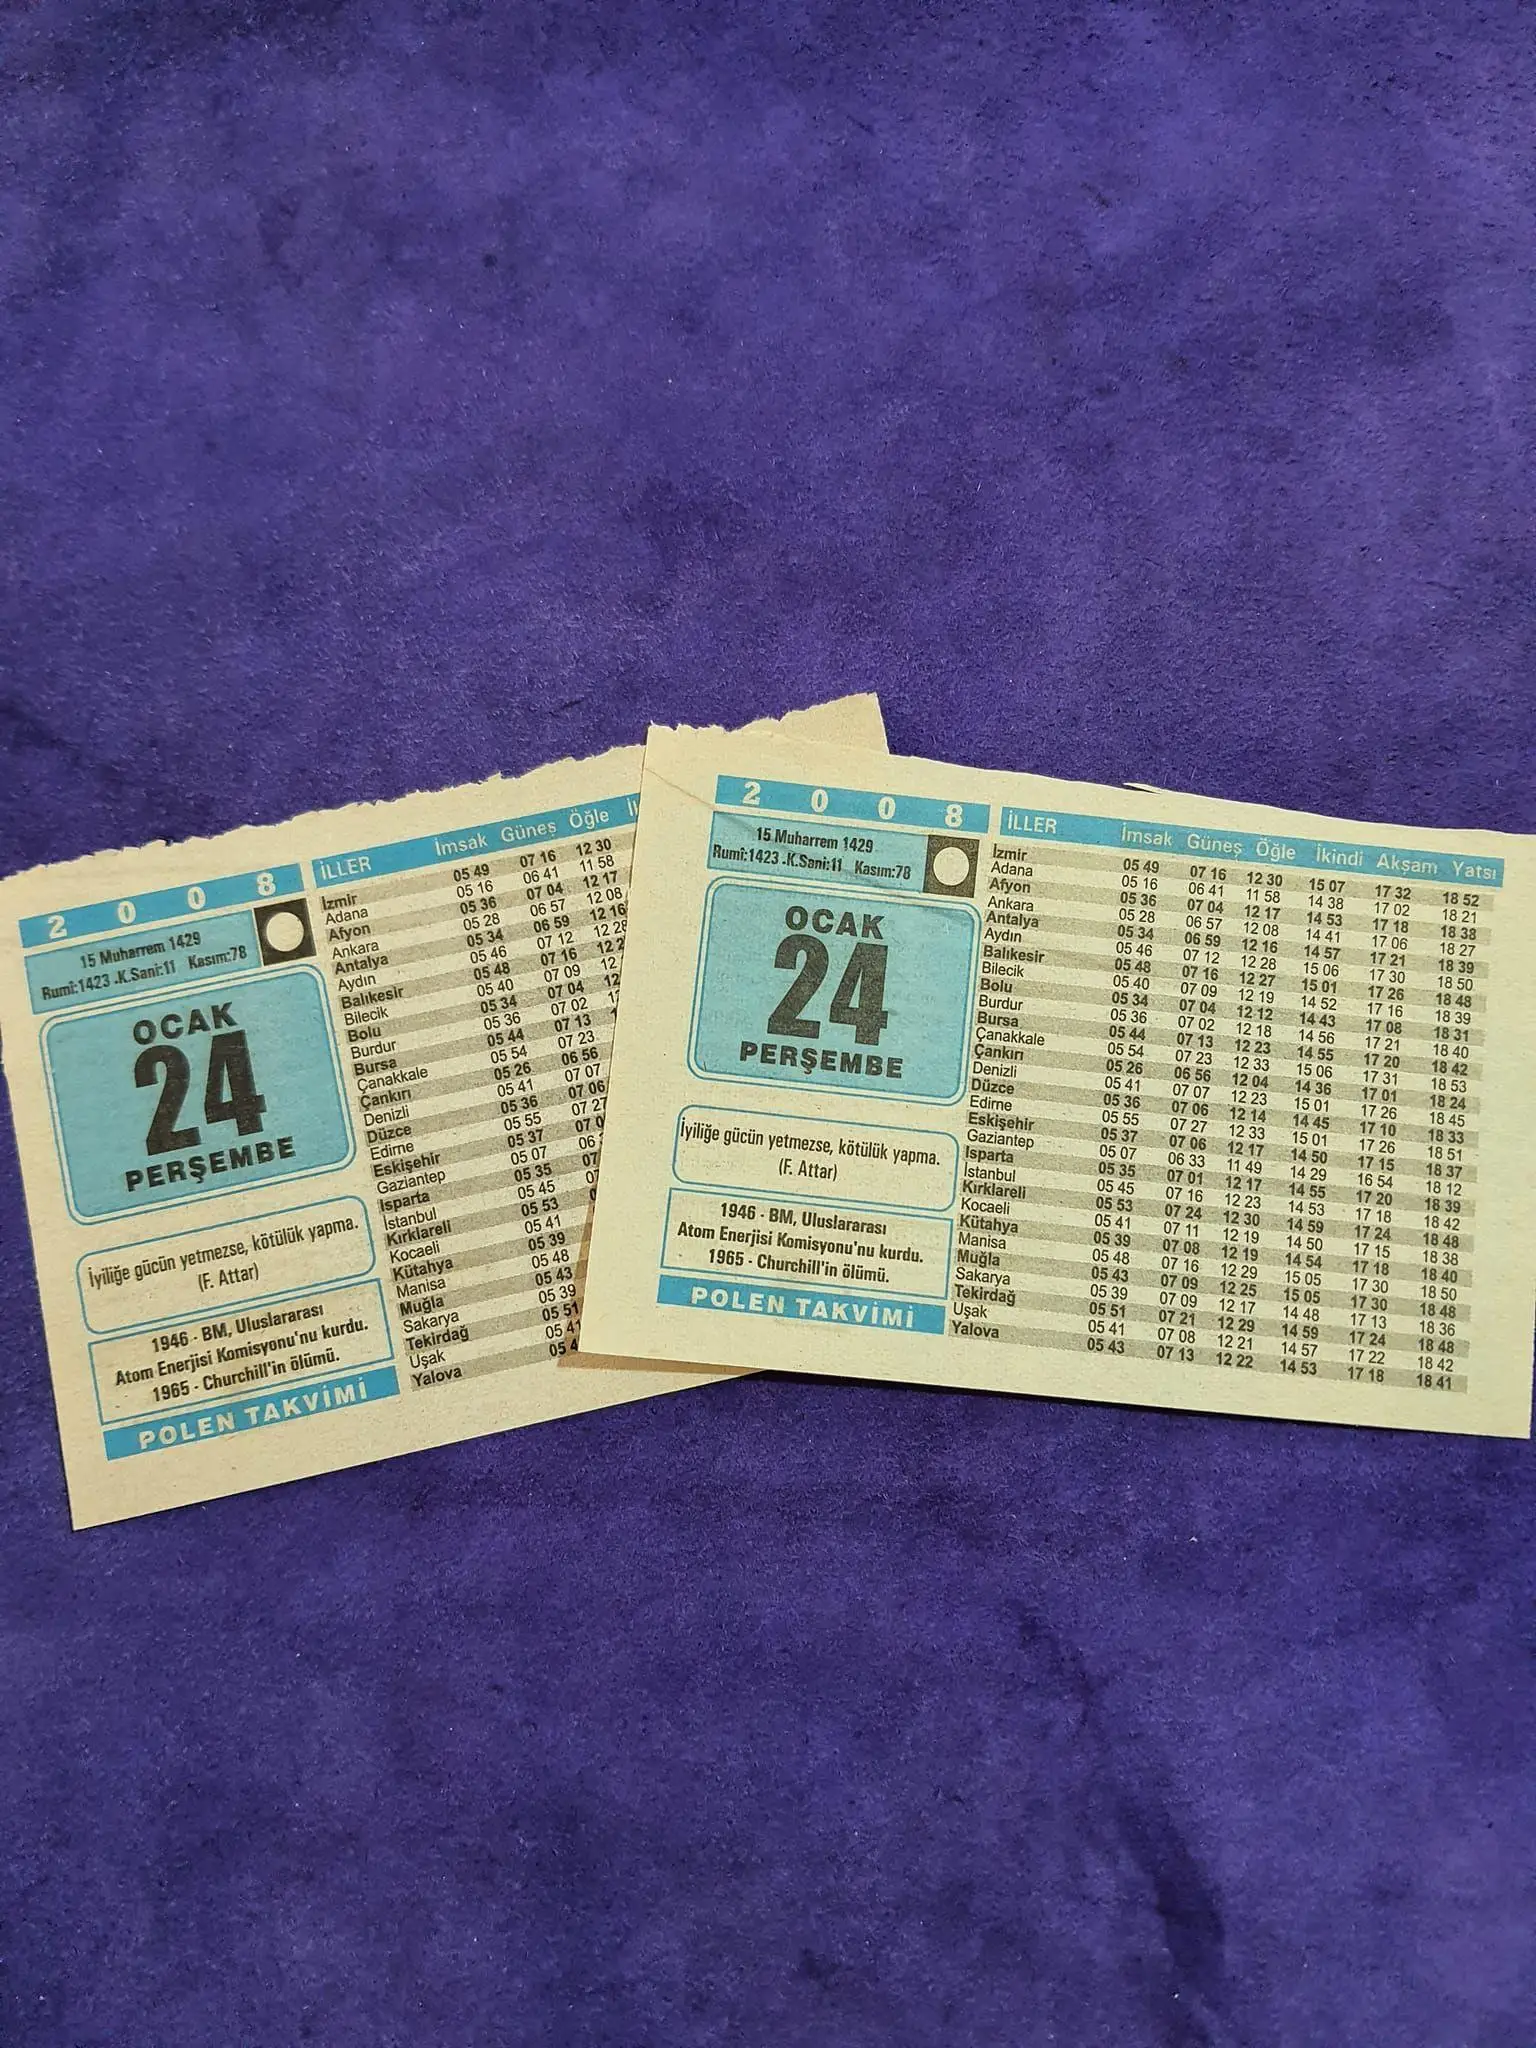 2 0 0 8
15 Muharrem 1429
Rumî:1423 .K.Sani:11 Kasım:78
OCAK
24
PERŞEMBE
İyiliğe gücün yetmezse, kötülük yapma.
(F. Attar)
1946 - BM, Uluslararası
Atom Enerjisi Komisyonu'nu kurdu.
1965 - Churchill'in ölümü.
POLEN TAKVİMİ
İLLER İmsak Güneş Öğle
İzmir 05 49 07 16 12 30
Adana 05 16 06 41 11 58
Afyon 05 36 07 04 12 17
Ankara 05 28 06 57 12 08
Antalya 05 34 06 59 12 16
Aydın 05 46 07 12 12 28
Balıkesir 05 48 07 16 12 2
Bilecik 05 40 07 09 12
Bolu 05 34 07 04 12
Burdur 05 36 07 02 12
Bursa 05 44 07 13
Çanakkale 05 54 07 23
Çankırı 05 26 06 56
Denizli 05 41 07 07
Düzce 05 36 07 06
Edirne 05 55 07 27
Eskişehir 05 37 07 0
Gaziantep 05 07 06
Isparta 05 35 07
İstanbul 05 45 07
Kırklareli 05 53
Kocaeli 05 41
Kütahya 05 39
Manisa 05 48
Muğla 05 43
Sakarya 05 39
Tekirdağ 05 51
Uşak 05 41
Yalova 05 4
2 0 0 8
15 Muharrem 1429
Rumî:1423 .K.Sani:11 Kasım:78
OCAK
24
PERŞEMBE
İyiliğe gücün yetmezse, kötülük yapma.
(F. Attar)
1946 - BM, Uluslararası
Atom Enerjisi Komisyonu'nu kurdu.
1965 - Churchill'in ölümü.
POLEN TAKVİMİ
İLLER İmsak Güneş Öğle İkindi Akşam Yatsı
İzmir 05 49 07 16 12 30 15 07 17 32 18 52
Adana 05 16 06 41 11 58 14 38 17 02 18 21
Afyon 05 36 07 04 12 17 14 53 17 18 18 38
Ankara 05 28 06 57 12 08 14 41 17 06 18 27
Antalya 05 34 06 59 12 16 14 57 17 21 18 39
Aydın 05 46 07 12 12 28 15 06 17 30 18 50
Balıkesir 05 48 07 16 12 27 15 01 17 26 18 48
Bilecik 05 40 07 09 12 19 14 52 17 16 18 39
Bolu 05 34 07 04 12 12 14 43 17 08 18 31
Burdur 05 36 07 02 12 18 14 56 17 21 18 40
Bursa 05 44 07 13 12 23 14 55 17 20 18 42
Çanakkale 05 54 07 23 12 33 15 06 17 31 18 53
Çankırı 05 26 06 56 12 04 14 36 17 01 18 24
Denizli 05 41 07 07 12 23 15 01 17 26 18 45
Düzce 05 36 07 06 12 14 14 45 17 10 18 33
Edirne 05 55 07 27 12 33 15 01 17 26 18 51
Eskişehir 05 37 07 06 12 17 14 50 17 15 18 37
Gaziantep 05 07 06 33 11 49 14 29 16 54 18 12
Isparta 05 35 07 01 12 17 14 55 17 20 18 39
İstanbul 05 45 07 16 12 23 14 53 17 18 18 42
Kırklareli 05 53 07 24 12 30 14 59 17 24 18 48
Kocaeli 05 41 07 11 12 19 14 50 17 15 18 38
Kütahya 05 39 07 08 12 19 14 54 17 18 18 40
Manisa 05 48 07 16 12 29 15 05 17 30 18 50
Muğla 05 43 07 09 12 25 15 05 17 30 18 48
Sakarya 05 39 07 09 12 17 14 48 17 13 18 36
Tekirdağ 05 51 07 21 12 29 14 59 17 24 18 48
Uşak 05 41 07 08 12 21 14 57 17 22 18 42
Yalova 05 43 07 13 12 22 14 53 17 18 18 41